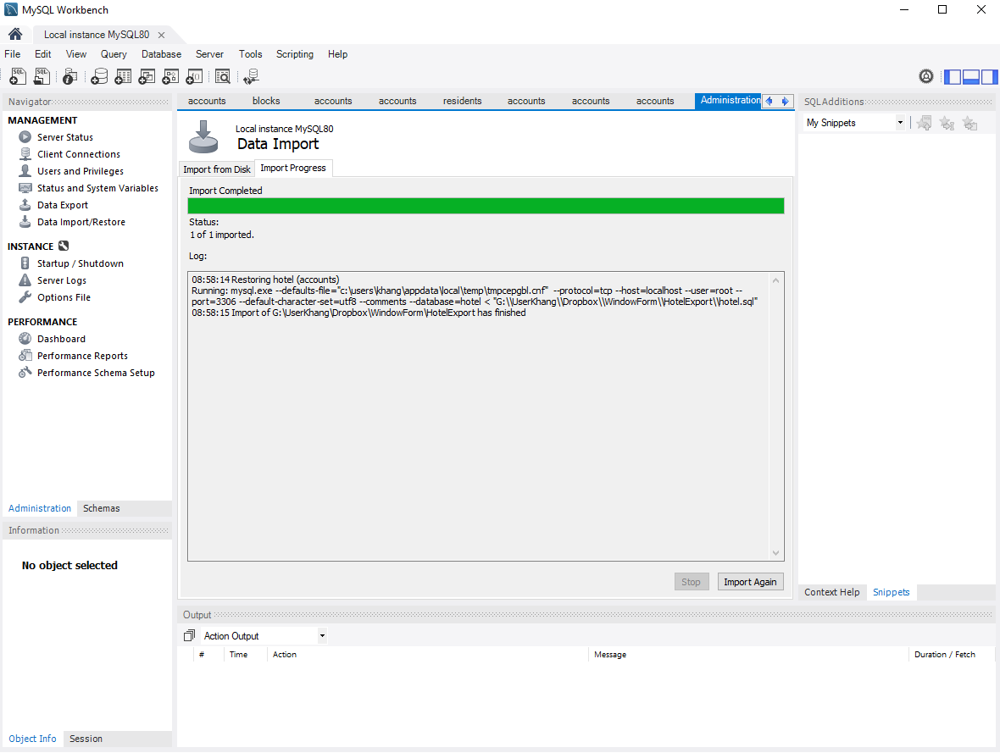 MySQL Workbench
Local instance MySQL80
File Edit View Query Database Server Tools Scripting Help
Navigator
MANAGEMENT
Server Status
Client Connections
Users and Privileges
Status and System Variables
Data Export
Data Import/Restore
INSTANCE
Startup / Shutdown
Server Logs
Options File
PERFORMANCE
Dashboard
Performance Reports
Performance Schema Setup
Administration Schemas
Information
No object selected
Object Info Session
accounts blocks accounts accounts residents accounts accounts accounts Administration
Local instance MySQL80
Data Import
Import from Disk Import Progress
Import Completed
Status:
1 of 1 imported.
Log:
08:58:14 Restoring hotel (accounts)
Running: mysql.exe --defaults-file="c:\users\khang\appdata\local\temp\tmpcepgbl.cnf" --protocol=tcp --host=localhost --user=root --
port=3306 --default-character-set=utf8 --comments --database=hotel < "G:\\UserKhang\\Dropbox\\WindowForm\\HotelExport\\hotel.sql"
08:58:15 Import of G:\UserKhang\Dropbox\WindowForm\HotelExport has finished
Stop Import Again
SQLAdditions
My Snippets
Context Help Snippets
Output
Action Output
# Time Action Message Duration / Fetch